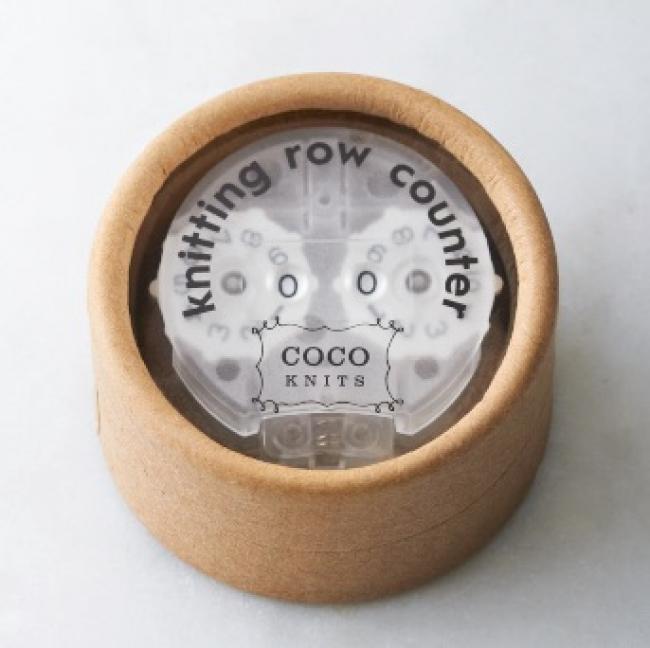 knitting row counter
0 0
COCO
KNITS